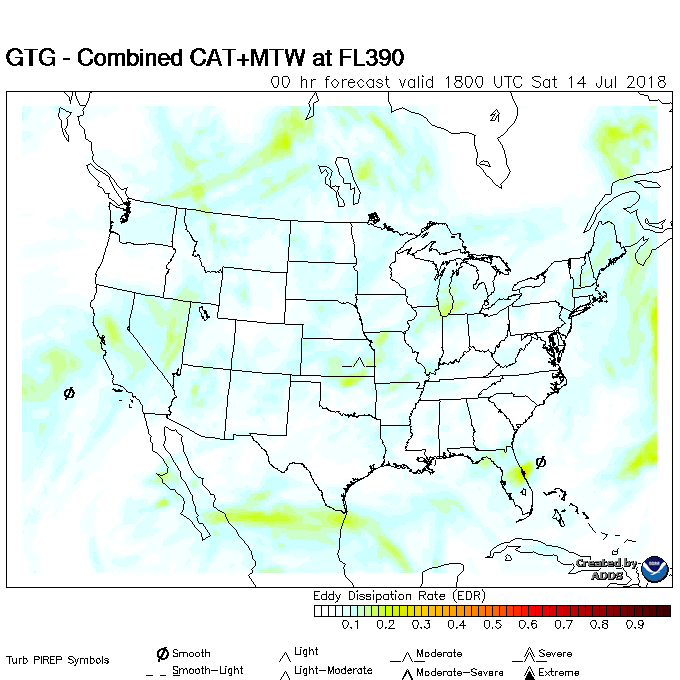 GTG - Combined CAT+MTW at FL390
00 hr forecast valid 1800 UTC Sat 14 Jul 2018
Created by
ADDS
Eddy Dissipation Rate (EDR)
0.1 0.2 0.3 0.4 0.5 0.6 0.7 0.8 0.9
Turb PIREP Symbols
Smooth Light Moderate Severe
Smooth-Light Light-Moderate Moderate-Severe Extreme